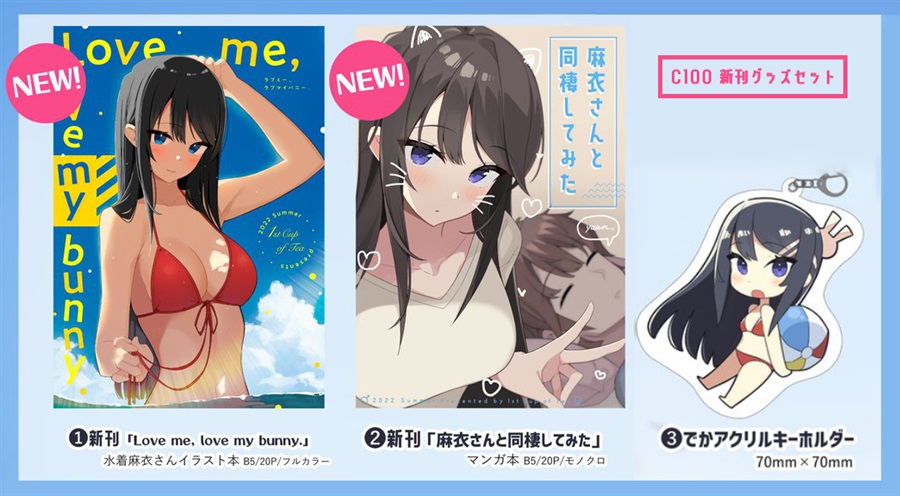 NEW!
Love me,
love
my
bunny.
ラブミー、
ラブマイバニー。
2022 Summer
1st Cup
of Tea
presents
NEW!
麻衣さんと
同棲してみた
yawn...
C100 新刊グッズセット
①新刊「Love me, love my bunny.」
水着麻衣さんイラスト本 B5/20P/フルカラー
②新刊「麻衣さんと同棲してみた」
マンガ本 B5/20P/モノクロ
③でかアクリルキーホルダー
70mm×70mm